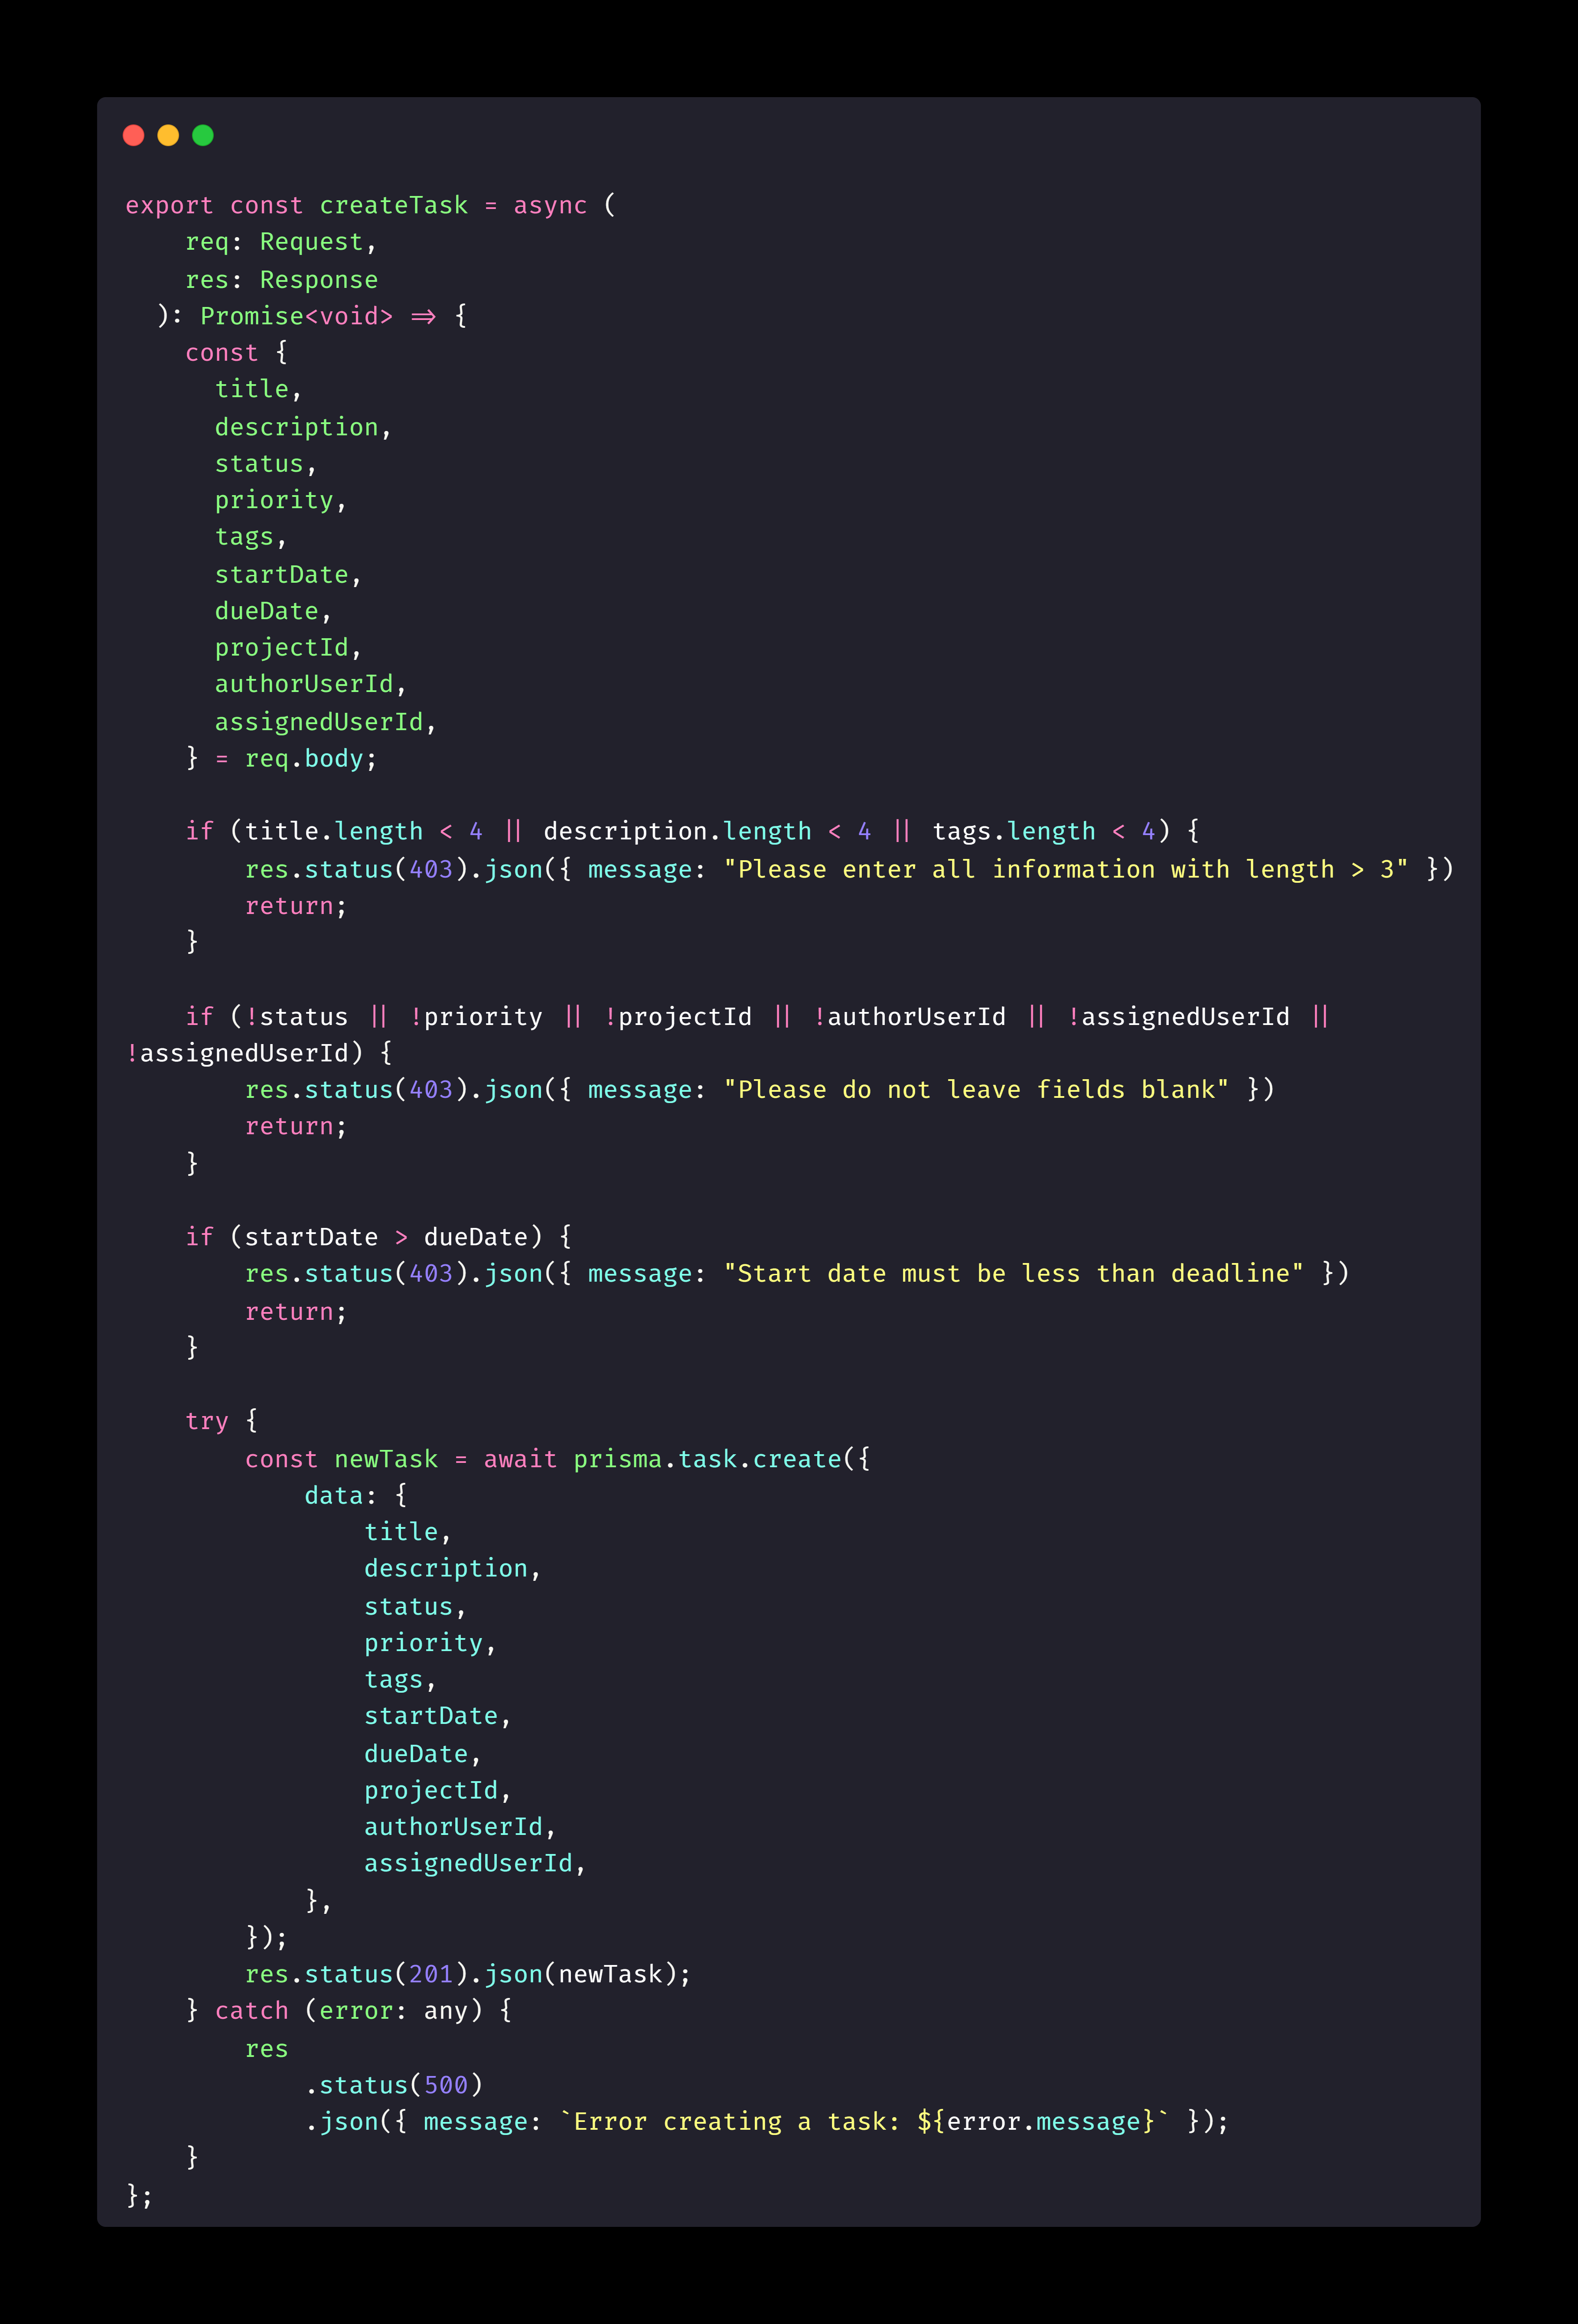 export const createTask = async (
    req: Request,
    res: Response
  ): Promise<void> => {
    const {
      title,
      description,
      status,
      priority,
      tags,
      startDate,
      dueDate,
      projectId,
      authorUserId,
      assignedUserId,
    } = req.body;

    if (title.length < 4 || description.length < 4 || tags.length < 4) {
        res.status(403).json({ message: "Please enter all information with length > 3" })
        return;
    }

    if (!status || !priority || !projectId || !authorUserId || !assignedUserId ||
!assignedUserId) {
        res.status(403).json({ message: "Please do not leave fields blank" })
        return;
    }

    if (startDate > dueDate) {
        res.status(403).json({ message: "Start date must be less than deadline" })
        return;
    }

    try {
        const newTask = await prisma.task.create({
            data: {
                title,
                description,
                status,
                priority,
                tags,
                startDate,
                dueDate,
                projectId,
                authorUserId,
                assignedUserId,
            },
        });
        res.status(201).json(newTask);
    } catch (error: any) {
        res
            .status(500)
            .json({ message: `Error creating a task: ${error.message}` });
    }
};